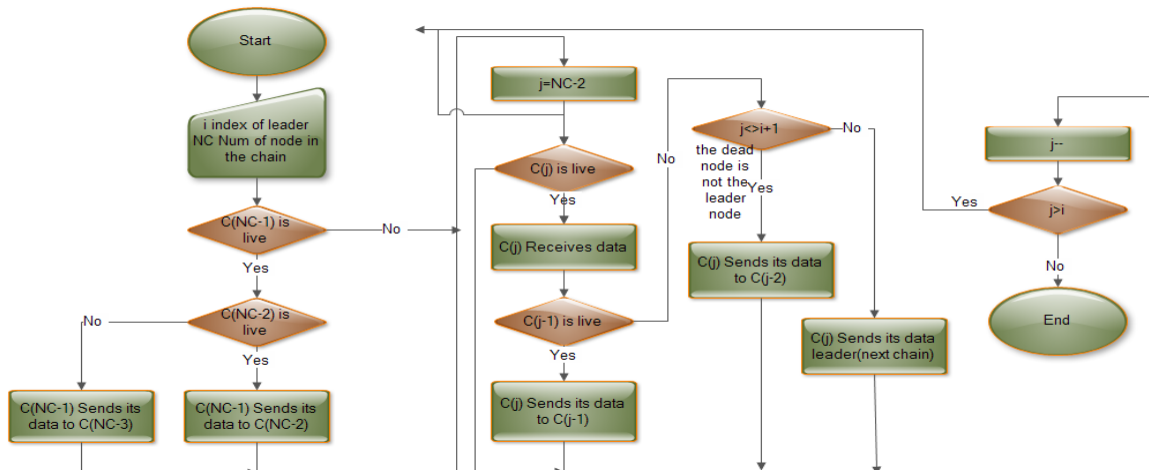 Start
i index of leader
NC Num of node in
the chain
C(NC-1) is
live
No
Yes
C(NC-2) is
live
No
Yes
C(NC-1) Sends its
data to C(NC-3)
C(NC-1) Sends its
data to C(NC-2)
j=NC-2
C(j) is live
Yes
C(j) Receives data
C(j-1) is live
No
Yes
C(j) Sends its data
to C(j-1)
j<>i+1
No
the dead
node is
not the
leader
node
Yes
C(j) Sends its data
to C(j-2)
C(j) Sends its data
leader(next chain)
j--
j>i
Yes
No
End